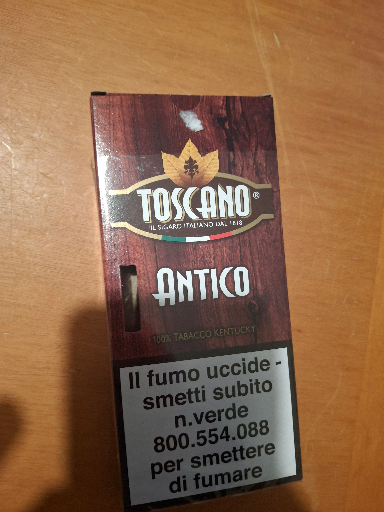 TOSCANO®
IL SIGARO ITALIANO DAL 1818
ANTICO
100% TABACCO KENTUCKY
Il fumo uccide -
smetti subito
n.verde
800.554.088
per smettere
di fumare